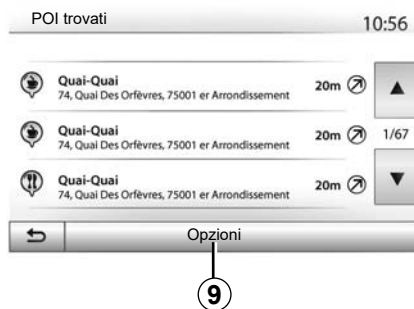 POI trovati 10:56
Quai-Quai
74, Quai Des Orfèvres, 75001 er Arrondissement 20m
Quai-Quai
74, Quai Des Orfèvres, 75001 er Arrondissement 20m
1/67
Quai-Quai
74, Quai Des Orfèvres, 75001 er Arrondissement 20m
Opzioni
9